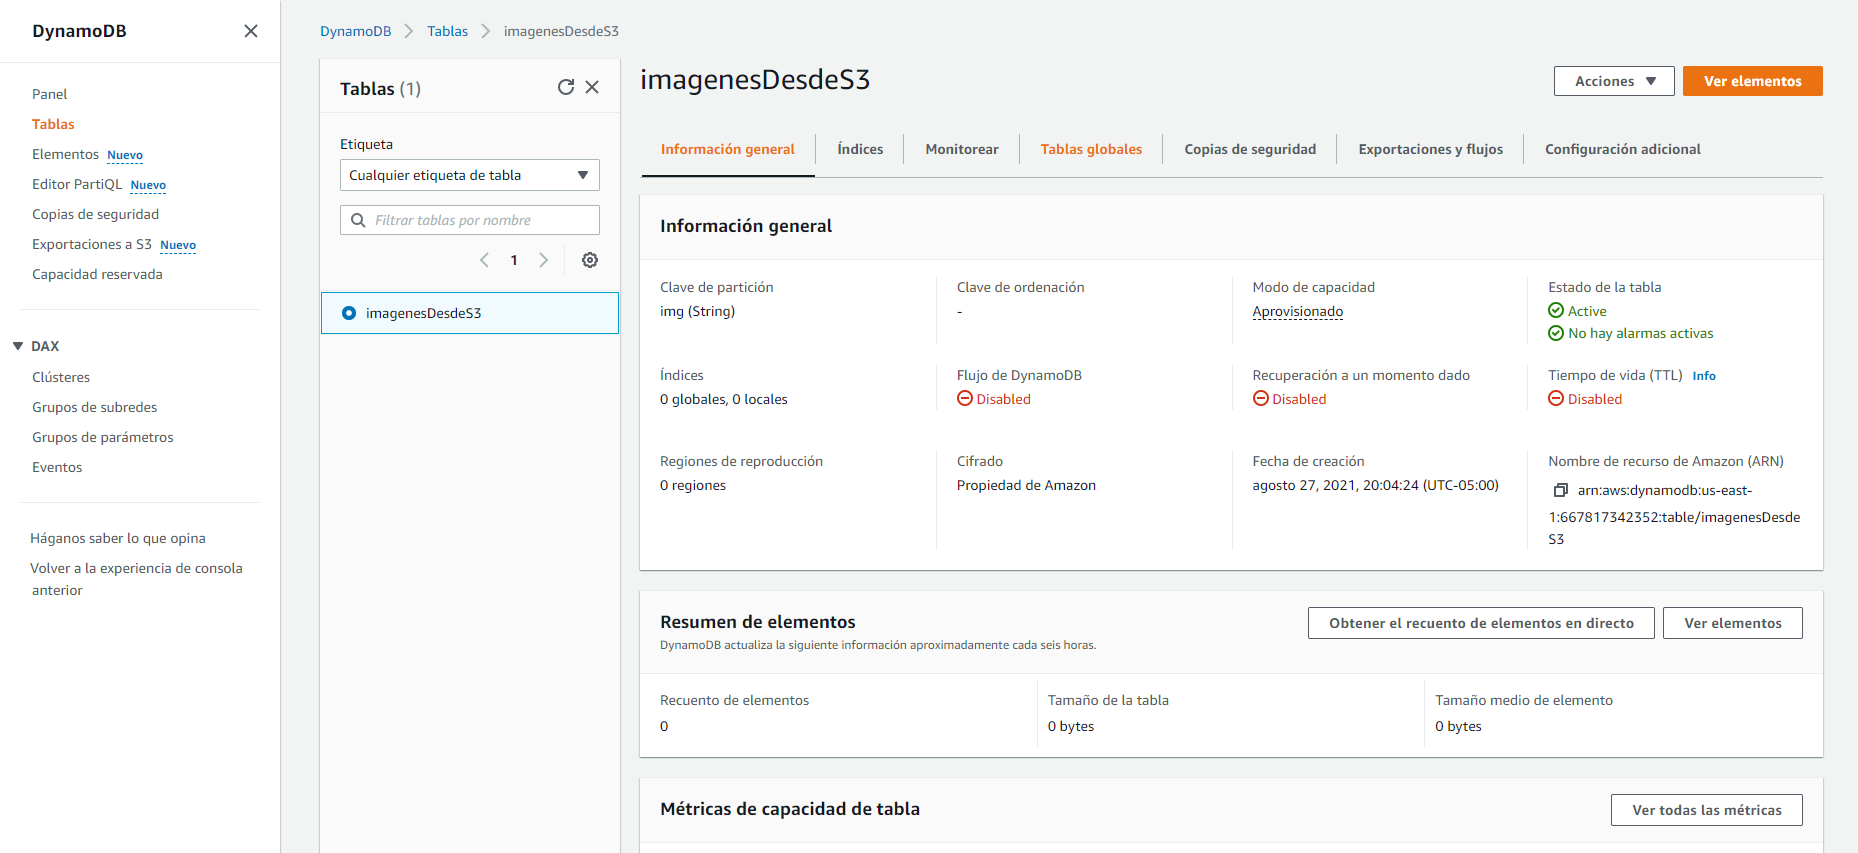 DynamoDB
Panel
Tablas
Elementos Nuevo
Editor PartiQL Nuevo
Copias de seguridad
Exportaciones a S3 Nuevo
Capacidad reservada
DAX
Clústeres
Grupos de subredes
Grupos de parámetros
Eventos
Háganos saber lo que opina
Volver a la experiencia de consola
anterior
DynamoDB Tablas imagenesDesdeS3
Tablas (1)
Etiqueta
Cualquier etiqueta de tabla
Filtrar tablas por nombre
1
imagenesDesdeS3
imagenesDesdeS3
Acciones Ver elementos
Información general Índices Monitorear Tablas globales Copias de seguridad Exportaciones y flujos Configuración adicional
Información general
Clave de partición
img (String)
Clave de ordenación
-
Modo de capacidad
Aprovisionado
Estado de la tabla
Active
No hay alarmas activas
Índices
0 globales, 0 locales
Flujo de DynamoDB
Disabled
Recuperación a un momento dado
Disabled
Tiempo de vida (TTL) Info
Disabled
Regiones de reproducción
0 regiones
Cifrado
Propiedad de Amazon
Fecha de creación
agosto 27, 2021, 20:04:24 (UTC-05:00)
Nombre de recurso de Amazon (ARN)
arn:aws:dynamodb:us-east-
1:667817342352:table/imagenesDesde
S3
Resumen de elementos
DynamoDB actualiza la siguiente información aproximadamente cada seis horas.
Obtener el recuento de elementos en directo Ver elementos
Recuento de elementos
0
Tamaño de la tabla
0 bytes
Tamaño medio de elemento
0 bytes
Métricas de capacidad de tabla
Ver todas las métricas